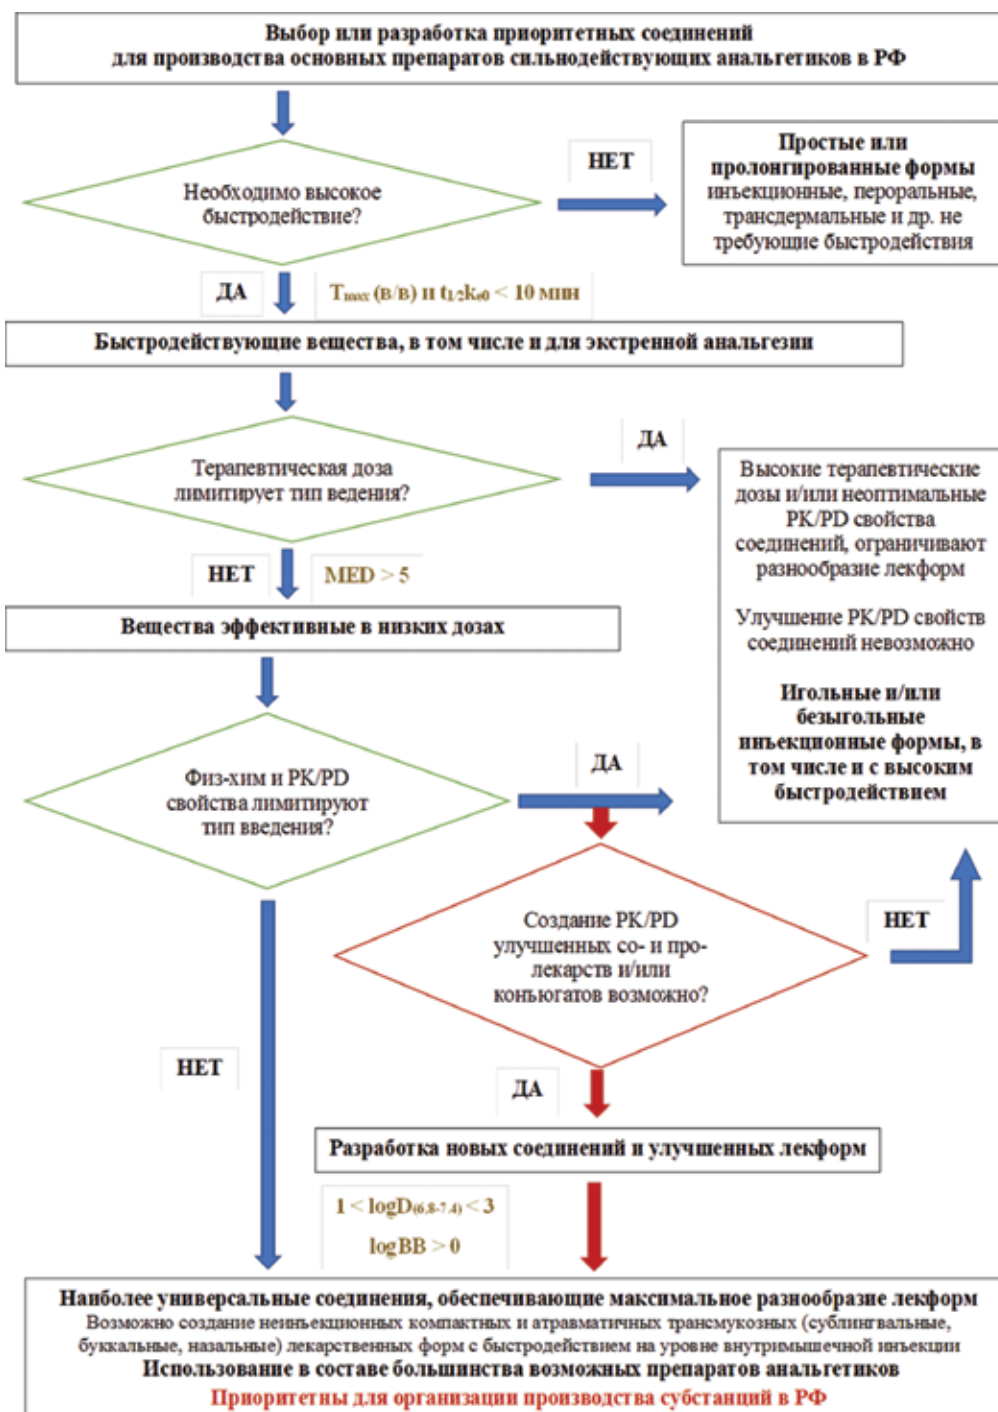 Выбор или разработка приоритетных соединений
для производства основных препаратов сильнодействующих анальгетиков в РФ
Необходимо высокое
быстродействие?
НЕТ
Простые или
пролонгированные формы
инъекционные, пероральные,
трансдермальные и др. не
требующие быстродействия
ДА
Tmax (в/в) и t1/2ke0 < 10 мин
Быстродействующие вещества, в том числе и для экстренной анальгезии
Терапевтическая доза
лимитирует тип ведения?
ДА
Высокие терапевтические
дозы и/или неоптимальные
PK/PD свойства
соединений, ограничивают
разнообразие лекформ
Улучшение PK/PD свойств
соединений невозможно
Игольные и/или
безыгольные
инъекционные формы, в
том числе и с высоким
быстродействием
НЕТ
MED > 5
Вещества эффективные в низких дозах
Физ-хим и PK/PD
свойства лимитируют
тип введения?
ДА
Создание PK/PD
улучшенных со- и про-
лекарств и/или
конъюгатов возможно?
НЕТ
НЕТ
ДА
Разработка новых соединений и улучшенных лекформ
1 < logD(6,8-7.4) < 3
logBB > 0
Наиболее универсальные соединения, обеспечивающие максимальное разнообразие лекформ
Возможно создание неинъекционных компактных и атравматичных трансмукозных (сублингвальные,
буккальные, назальные) лекарственных форм с быстродействием на уровне внутримышечной инъекции
Использование в составе большинства возможных препаратов анальгетиков
Приоритетны для организации производства субстанций в РФ